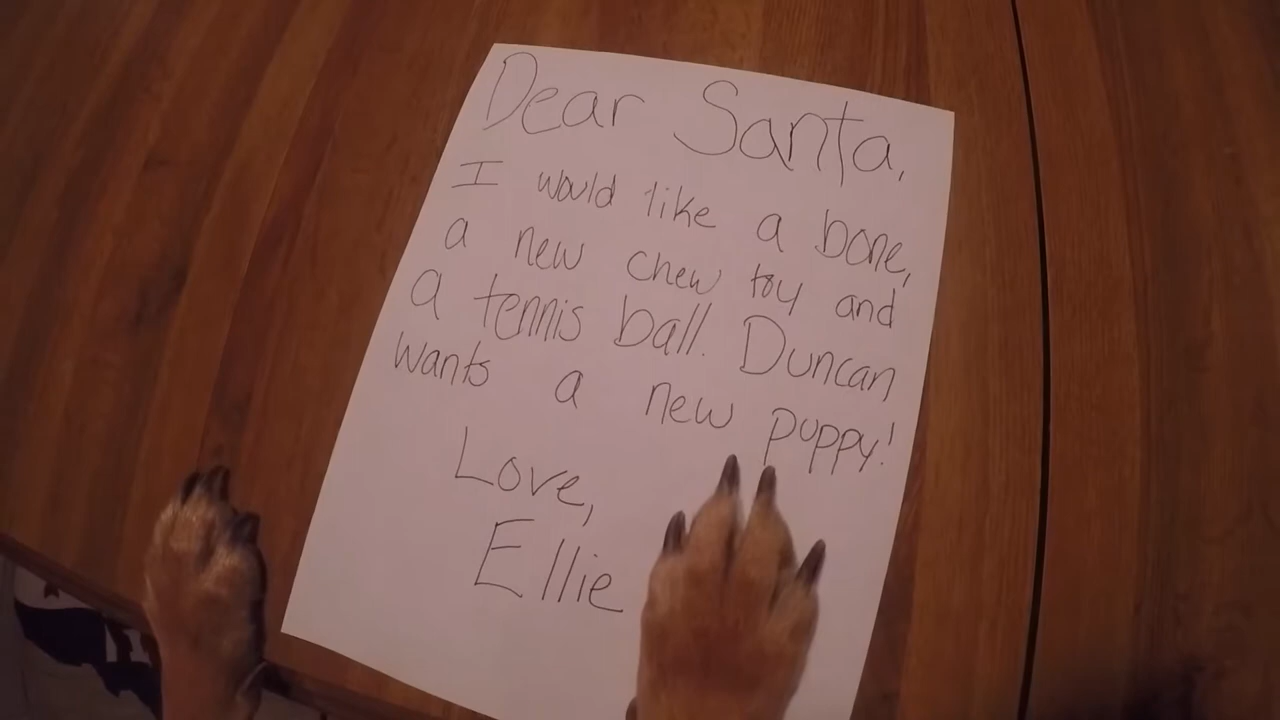 Dear Santa,
I would like a bone,
a new chew toy and
a tennis ball. Duncan
wants a new puppy!
Love,
Ellie